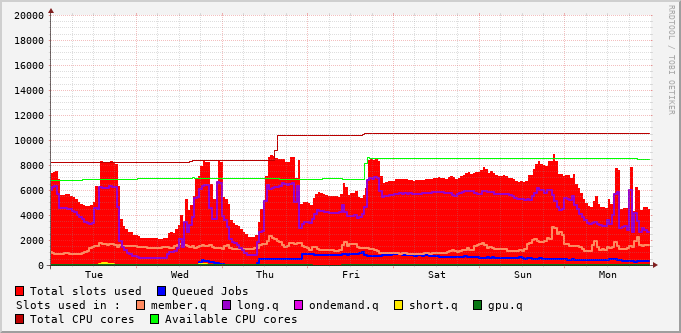 20000
18000
16000
14000
12000
10000
8000
6000
4000
2000
0
Tue Wed Thu Fri Sat Sun Mon
Total slots used Queued Jobs
Slots used in : member.q long.q ondemand.q short.q gpu.q
Total CPU cores Available CPU cores
RRDTOOL / TOBI OETIKER